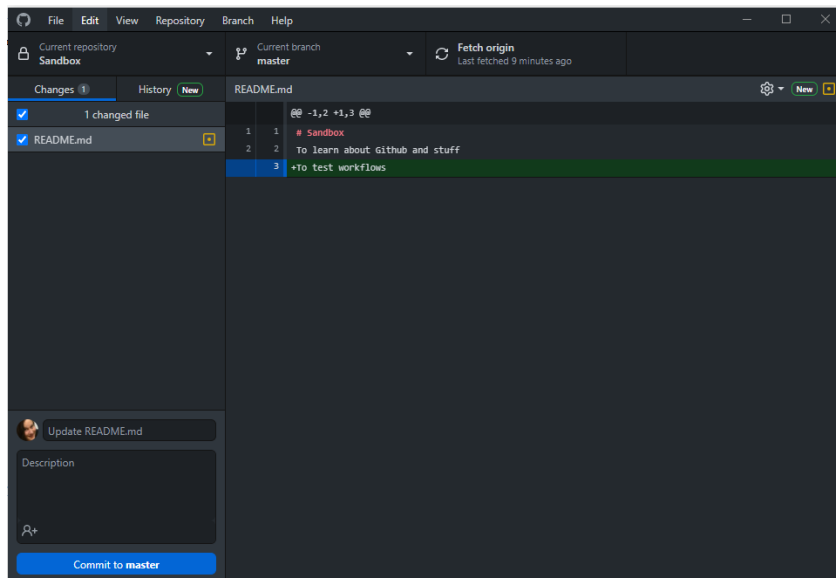 File Edit View Repository Branch Help
Current repository
Sandbox
Current branch
master
Fetch origin
Last fetched 9 minutes ago
Changes 1 History New
README.md New
1 changed file
README.md
@@ -1,2 +1,3 @@
1 1 # Sandbox
2 2 To learn about Github and stuff
3 +To test workflows
Update README.md
Description
Commit to master